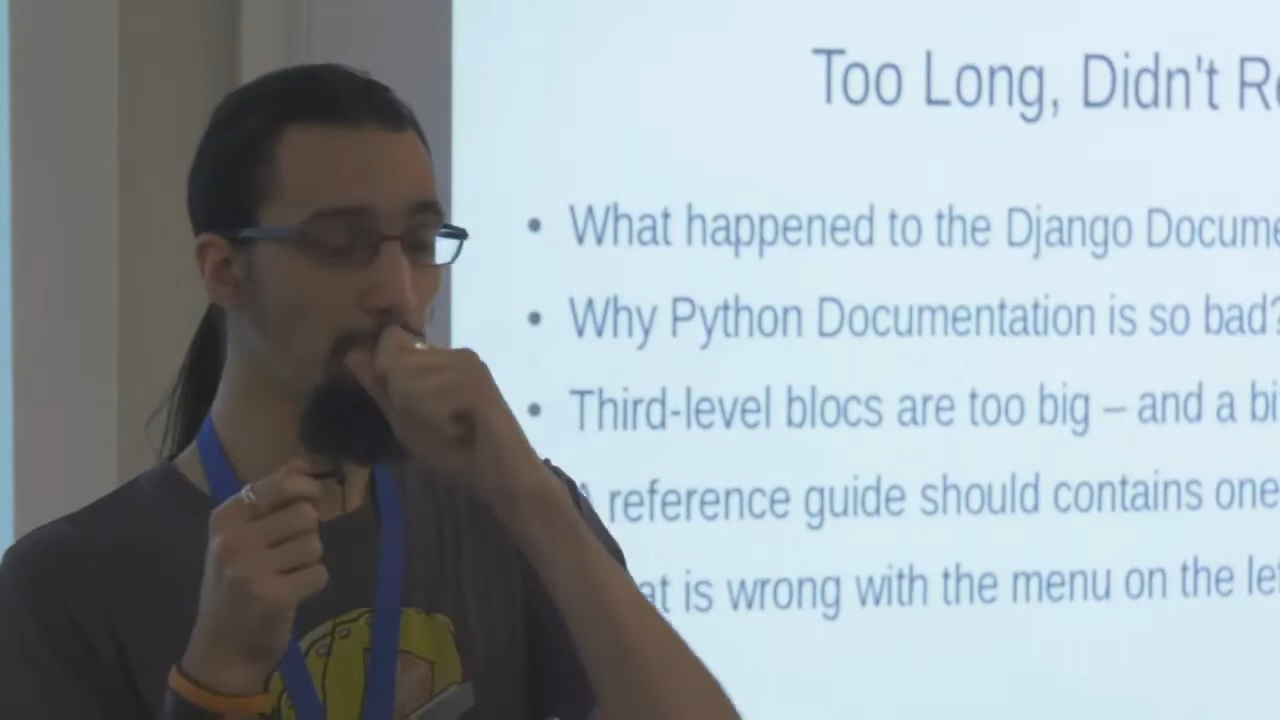 Too Long, Didn't Re
• What happened to the Django Docume
• Why Python Documentation is so bad?
• Third-level blocs are too big – and a bi
A reference guide should contains one
at is wrong with the menu on the lef